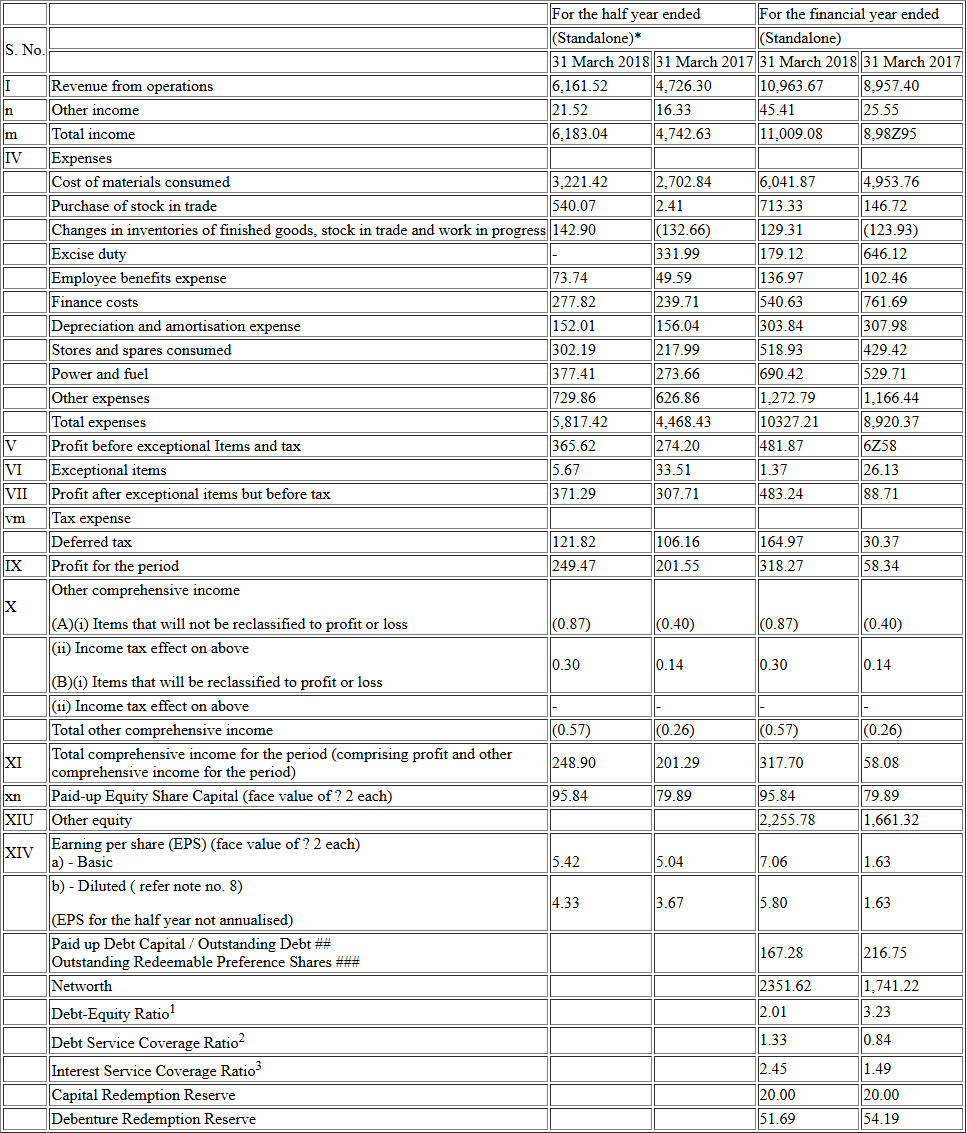 For the half year ended For the financial year ended
S. No. (Standalone)* (Standalone)
31 March 2018 31 March 2017 31 March 2018 31 March 2017
I Revenue from operations 6,161.52 4,726.30 10,963.67 8,957.40
n Other income 21.52 16.33 45.41 25.55
m Total income 6,183.04 4,742.63 11,009.08 8,98Z95
IV Expenses
Cost of materials consumed 3,221.42 2,702.84 6,041.87 4,953.76
Purchase of stock in trade 540.07 2.41 713.33 146.72
Changes in inventories of finished goods, stock in trade and work in progress 142.90 (132.66) 129.31 (123.93)
Excise duty - 331.99 179.12 646.12
Employee benefits expense 73.74 49.59 136.97 102.46
Finance costs 277.82 239.71 540.63 761.69
Depreciation and amortisation expense 152.01 156.04 303.84 307.98
Stores and spares consumed 302.19 217.99 518.93 429.42
Power and fuel 377.41 273.66 690.42 529.71
Other expenses 729.86 626.86 1,272.79 1,166.44
Total expenses 5,817.42 4,468.43 10327.21 8,920.37
V Profit before exceptional Items and tax 365.62 274.20 481.87 6Z58
VI Exceptional items 5.67 33.51 1.37 26.13
VII Profit after exceptional items but before tax 371.29 307.71 483.24 88.71
vm Tax expense
Deferred tax 121.82 106.16 164.97 30.37
IX Profit for the period 249.47 201.55 318.27 58.34
X Other comprehensive income
(A)(i) Items that will not be reclassified to profit or loss (0.87) (0.40) (0.87) (0.40)
(ii) Income tax effect on above 0.30 0.14 0.30 0.14
(B)(i) Items that will be reclassified to profit or loss
(ii) Income tax effect on above - - - -
Total other comprehensive income (0.57) (0.26) (0.57) (0.26)
XI Total comprehensive income for the period (comprising profit and other
comprehensive income for the period) 248.90 201.29 317.70 58.08
xn Paid-up Equity Share Capital (face value of ? 2 each) 95.84 79.89 95.84 79.89
XIU Other equity 2,255.78 1,661.32
XIV Earning per share (EPS) (face value of ? 2 each)
a) - Basic 5.42 5.04 7.06 1.63
b) - Diluted ( refer note no. 8) 4.33 3.67 5.80 1.63
(EPS for the half year not annualised)
Paid up Debt Capital / Outstanding Debt ## 167.28 216.75
Outstanding Redeemable Preference Shares ###
Networth 2351.62 1,741.22
Debt-Equity Ratio1 2.01 3.23
Debt Service Coverage Ratio2 1.33 0.84
Interest Service Coverage Ratio3 2.45 1.49
Capital Redemption Reserve 20.00 20.00
Debenture Redemption Reserve 51.69 54.19